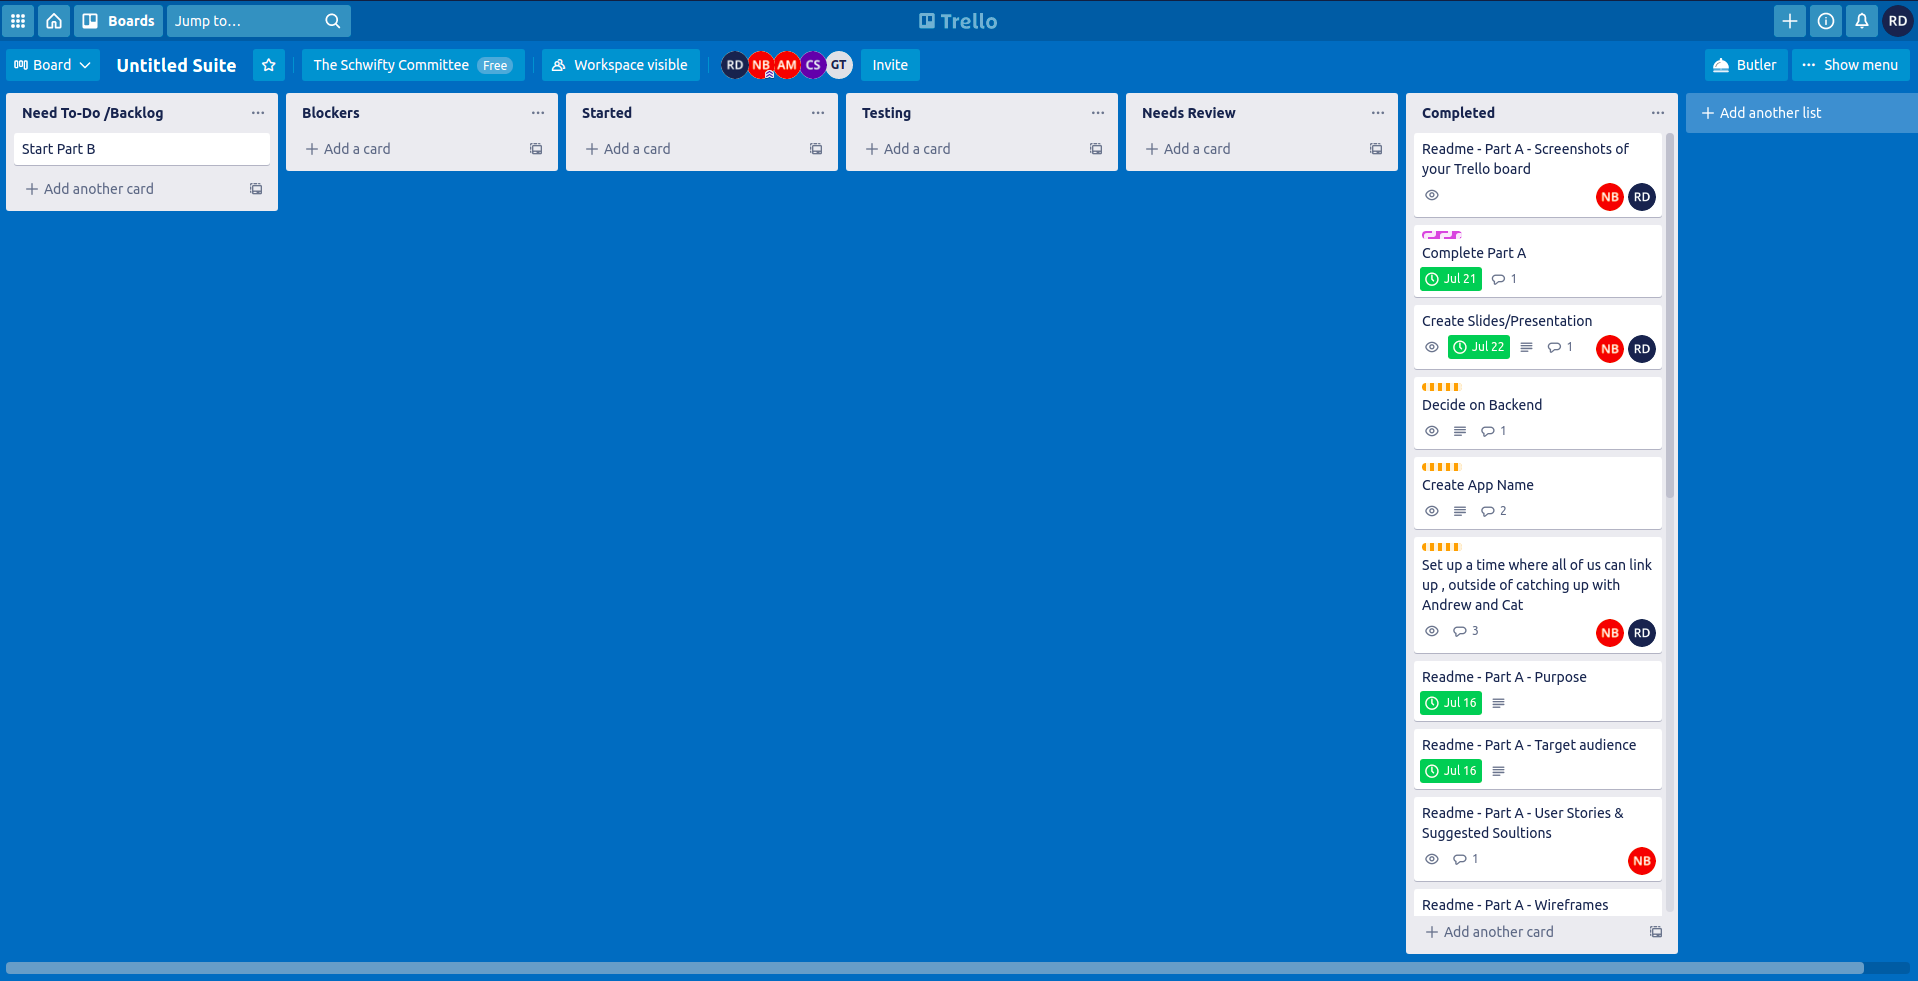 Boards
Jump to...
Trello
RD
Board
Untitled Suite
The Schwifty Committee Free
Workspace visible
RD NB AM CS GT
Invite
Butler
Show menu
Need To-Do /Backlog
Start Part B
Add another card
Blockers
Add a card
Started
Add a card
Testing
Add a card
Needs Review
Add a card
Completed
Readme - Part A - Screenshots of
your Trello board
NB RD
Complete Part A
Jul 21 1
Create Slides/Presentation
Jul 22 1 NB RD
Decide on Backend
1
Create App Name
2
Set up a time where all of us can link
up , outside of catching up with
Andrew and Cat
3 NB RD
Readme - Part A - Purpose
Jul 16
Readme - Part A - Target audience
Jul 16
Readme - Part A - User Stories &
Suggested Soultions
1 NB
Readme - Part A - Wireframes
Add another card
Add another list